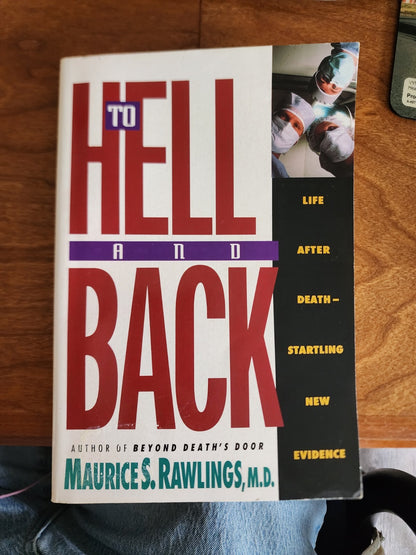 TO
HELL
AND
BACK
LIFE
AFTER
DEATH–
STARTLING
NEW
EVIDENCE
AUTHOR OF BEYOND DEATH'S DOOR
MAURICE S. RAWLINGS, M.D.